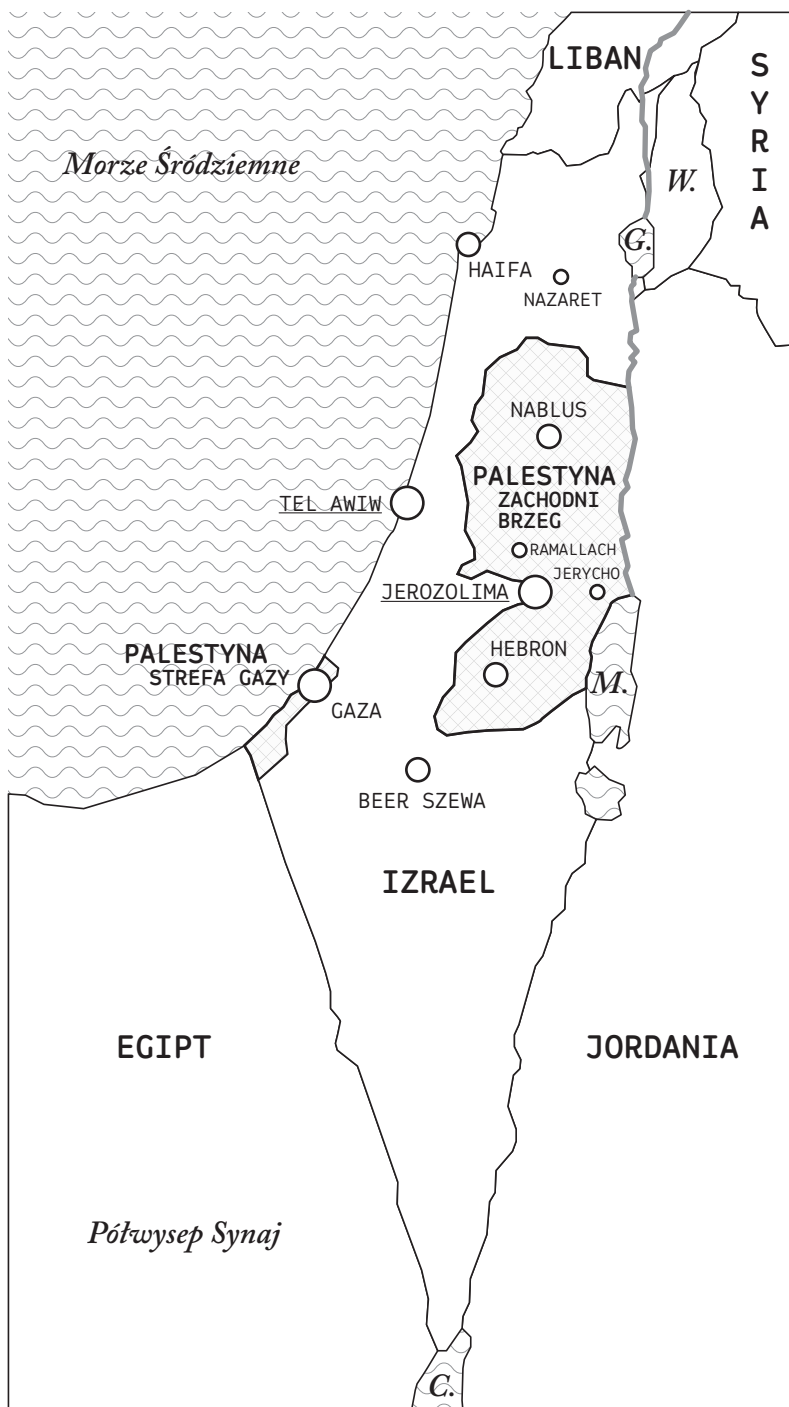 LIBAN
SYRIA
Morze Śródziemne
W.
G.
HAIFA
NAZARET
NABLUS
PALESTYNA
ZACHODNI
BRZEG
TEL AWIW
RAMALLACH
JERYCHO
JEROZOLIMA
PALESTYNA
STREFA GAZY
HEBRON
M.
GAZA
BEER SZEWA
IZRAEL
EGIPT
JORDANIA
Półwysep Synaj
C.